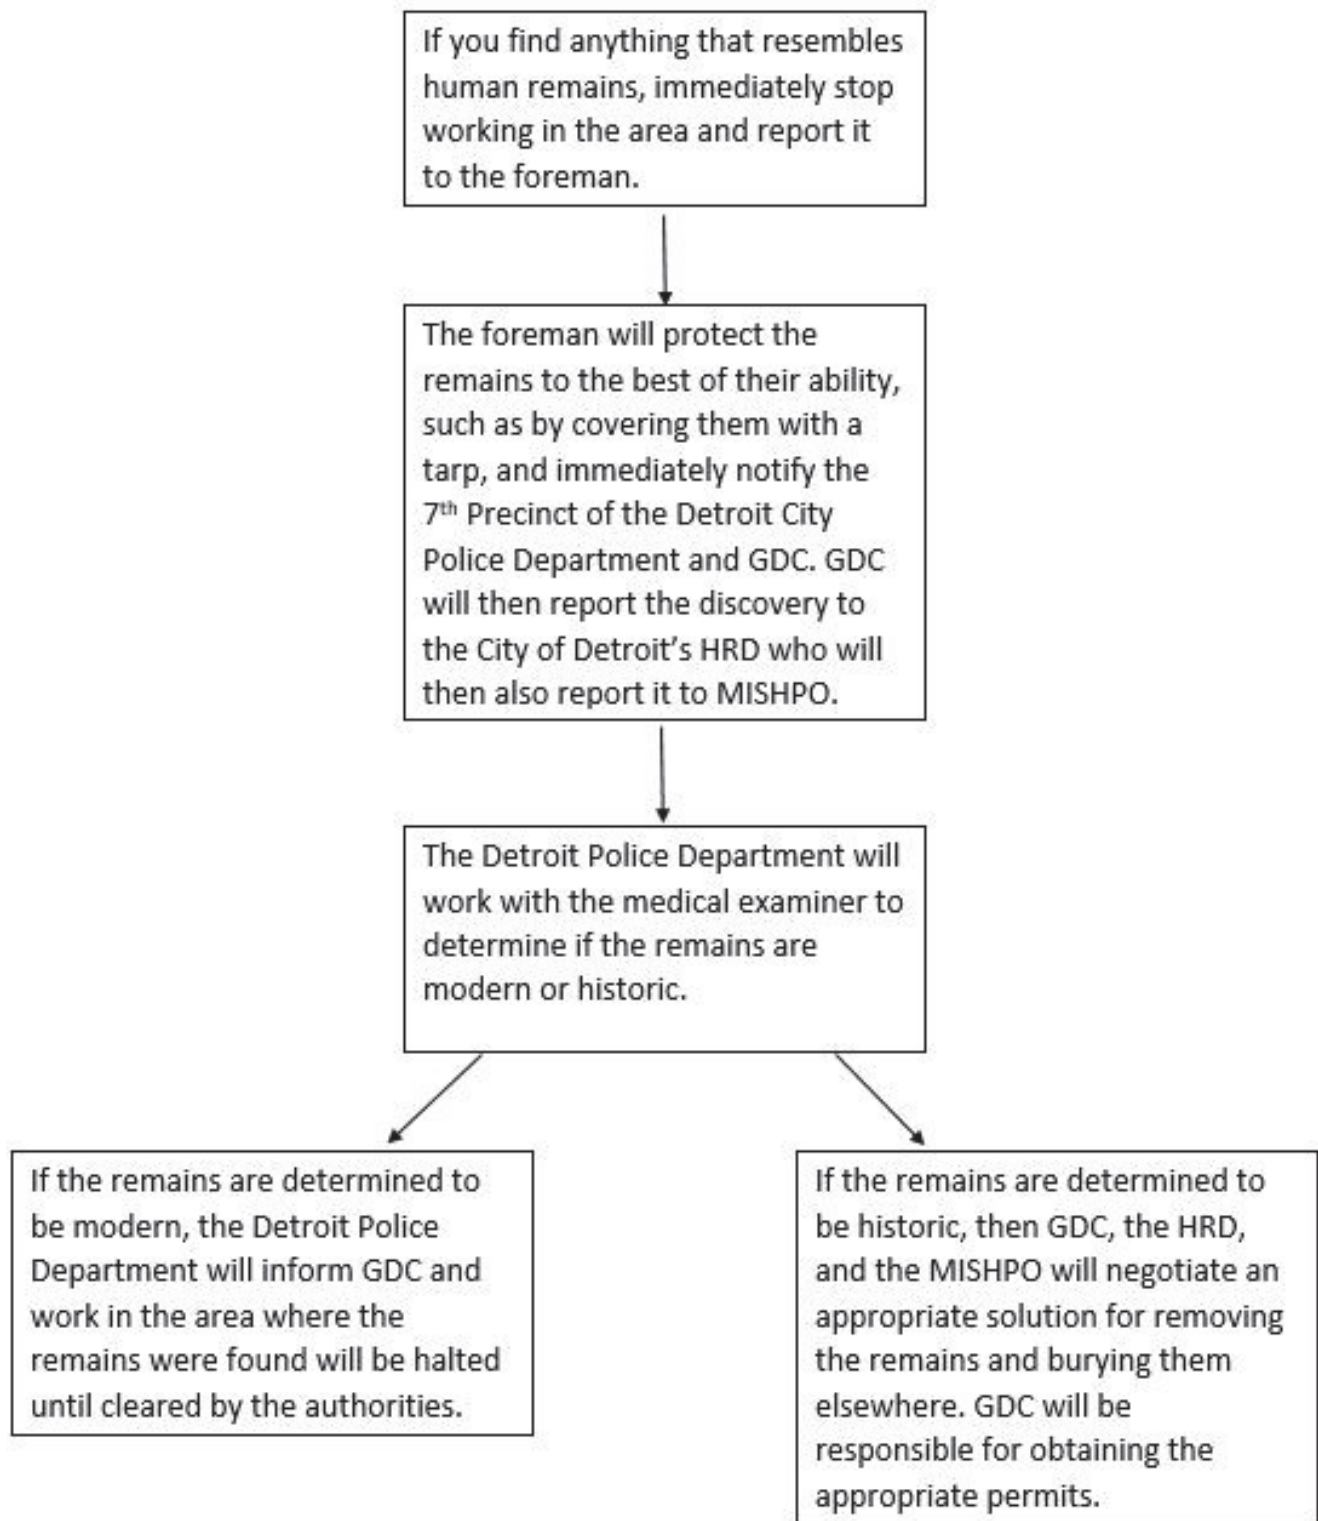 If you find anything that resembles
human remains, immediately stop
working in the area and report it
to the foreman.
The foreman will protect the
remains to the best of their ability,
such as by covering them with a
tarp, and immediately notify the
7th Precinct of the Detroit City
Police Department and GDC. GDC
will then report the discovery to
the City of Detroit’s HRD who will
then also report it to MISHPO.
The Detroit Police Department will
work with the medical examiner to
determine if the remains are
modern or historic.
If the remains are determined to
be modern, the Detroit Police
Department will inform GDC and
work in the area where the
remains were found will be halted
until cleared by the authorities.
If the remains are determined to
be historic, then GDC, the HRD,
and the MISHPO will negotiate an
appropriate solution for removing
the remains and burying them
elsewhere. GDC will be
responsible for obtaining the
appropriate permits.